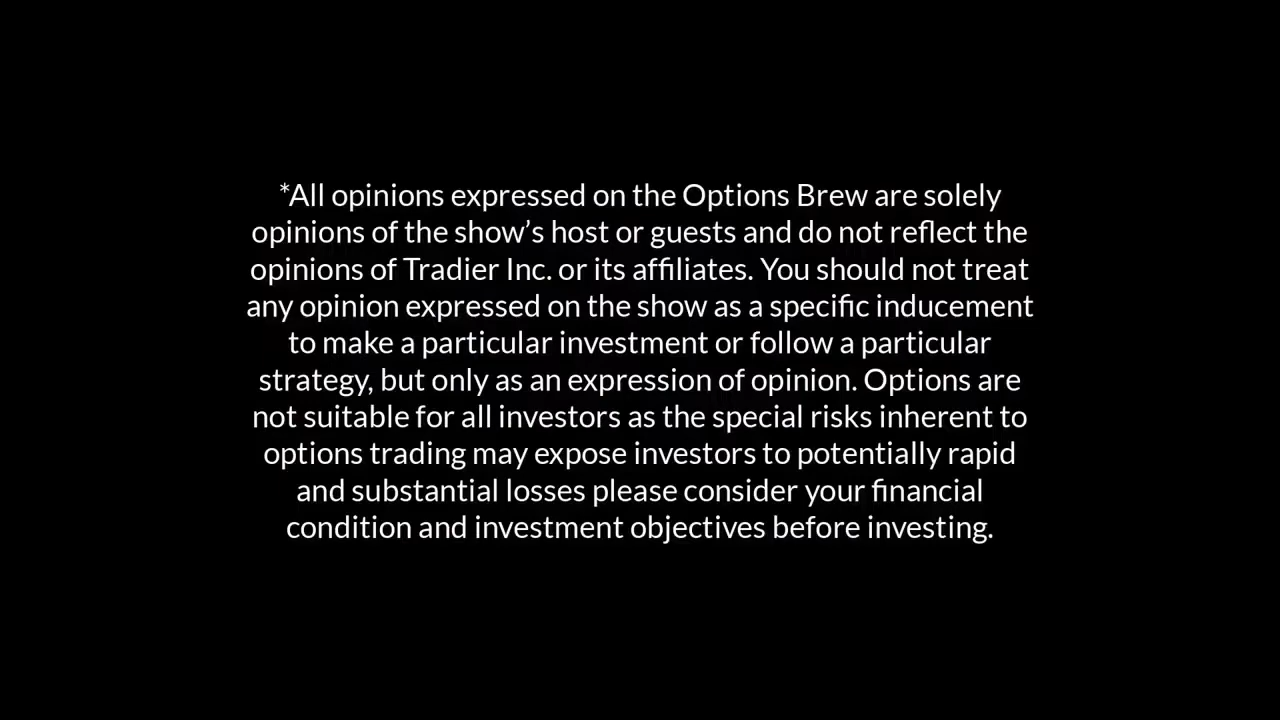 *All opinions expressed on the Options Brew are solely
opinions of the show’s host or guests and do not reflect the
opinions of Tradier Inc. or its affiliates. You should not treat
any opinion expressed on the show as a specific inducement
to make a particular investment or follow a particular
strategy, but only as an expression of opinion. Options are
not suitable for all investors as the special risks inherent to
options trading may expose investors to potentially rapid
and substantial losses please consider your financial
condition and investment objectives before investing.